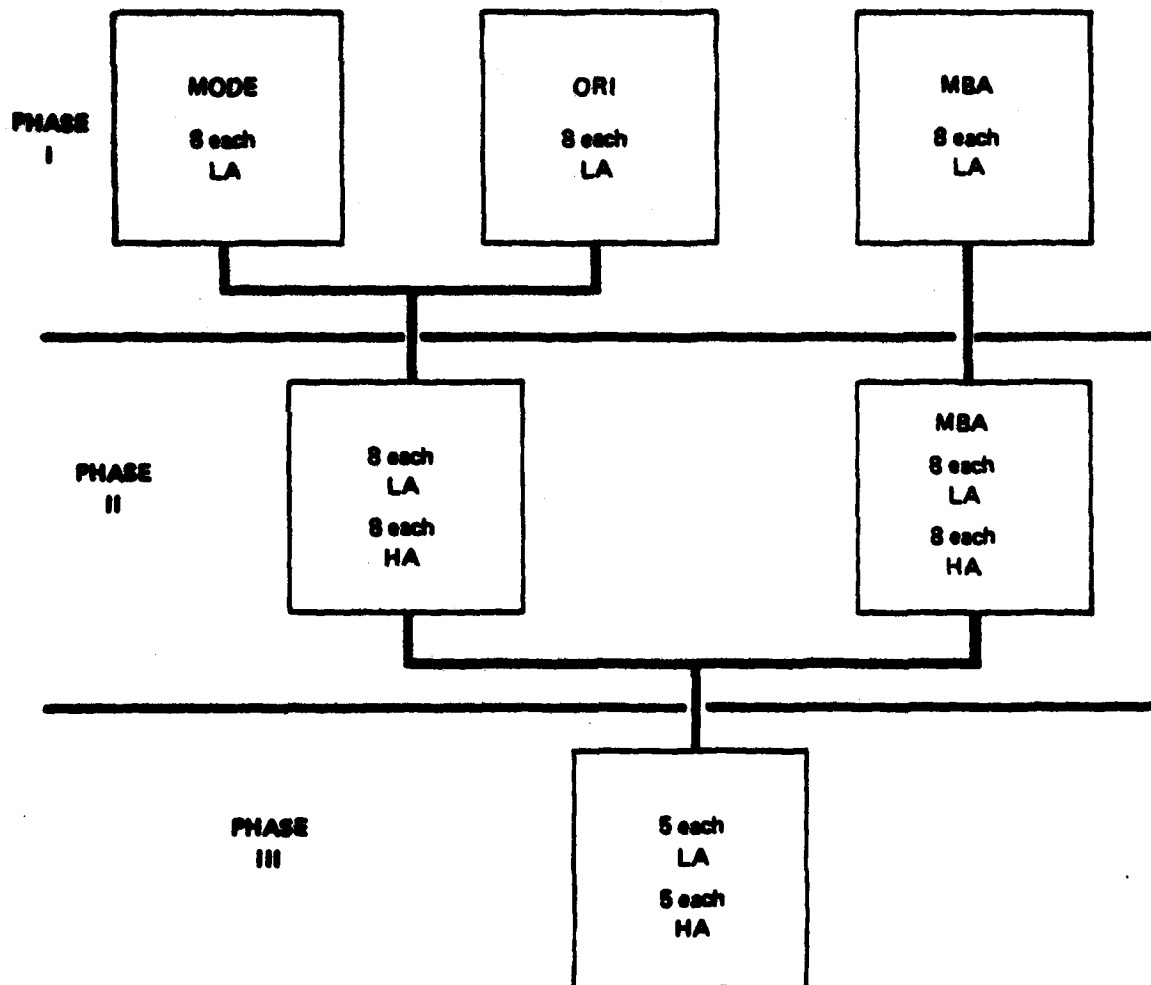 PHASE
I
MODE
8 each
LA
ORI
8 each
LA
MBA
8 each
LA
PHASE
II
8 each
LA
8 each
HA
MBA
8 each
LA
8 each
HA
PHASE
III
5 each
LA
5 each
HA